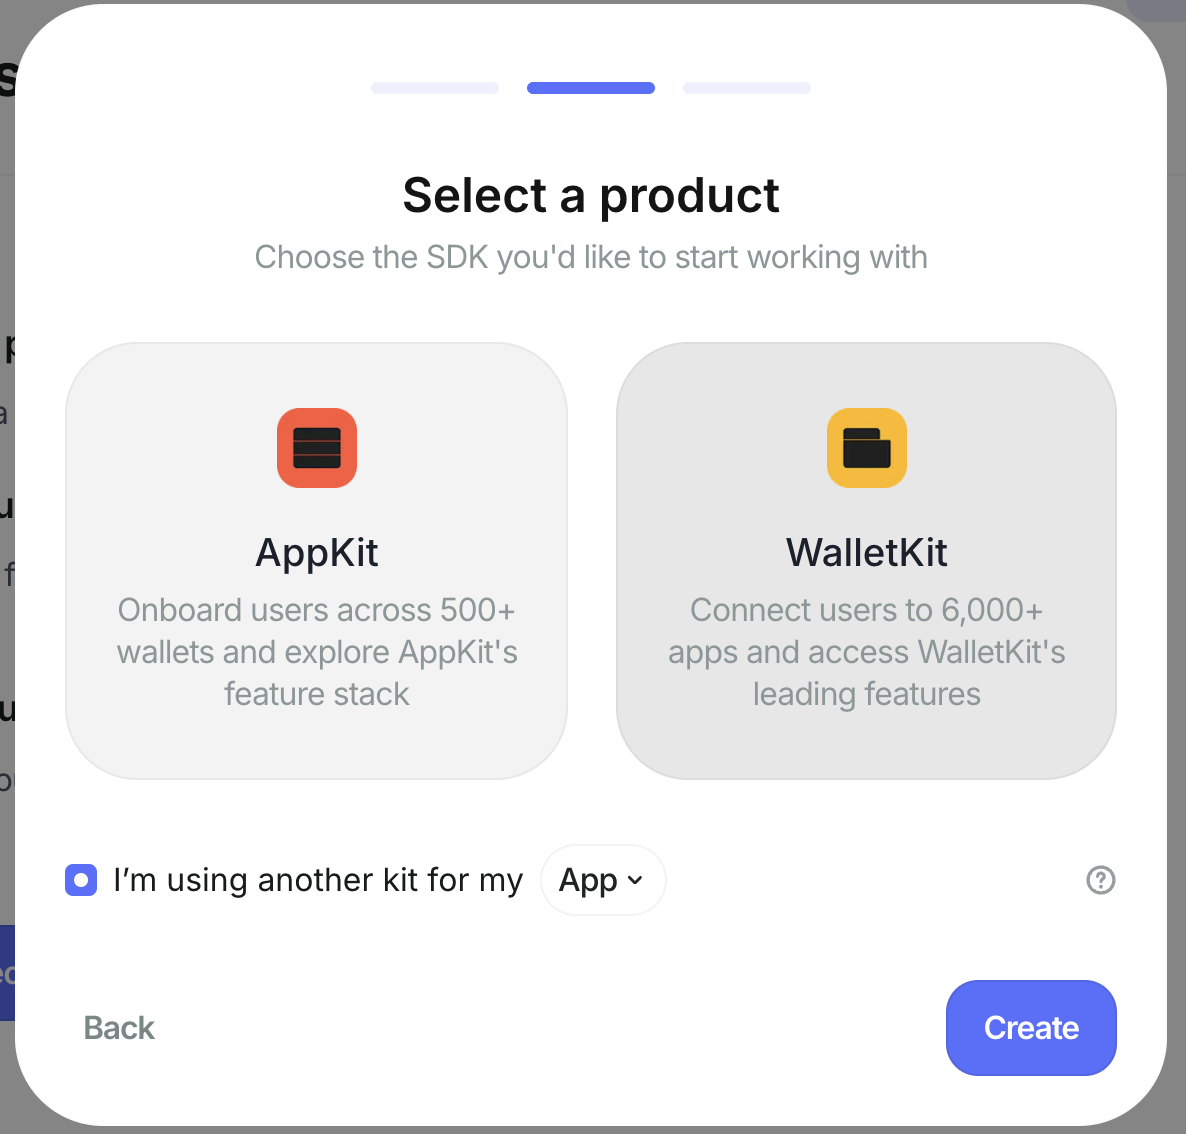 Select a product
Choose the SDK you'd like to start working with
AppKit
Onboard users across 500+
wallets and explore AppKit's
feature stack
WalletKit
Connect users to 6,000+
apps and access WalletKit's
leading features
I’m using another kit for my
App
Back
Create